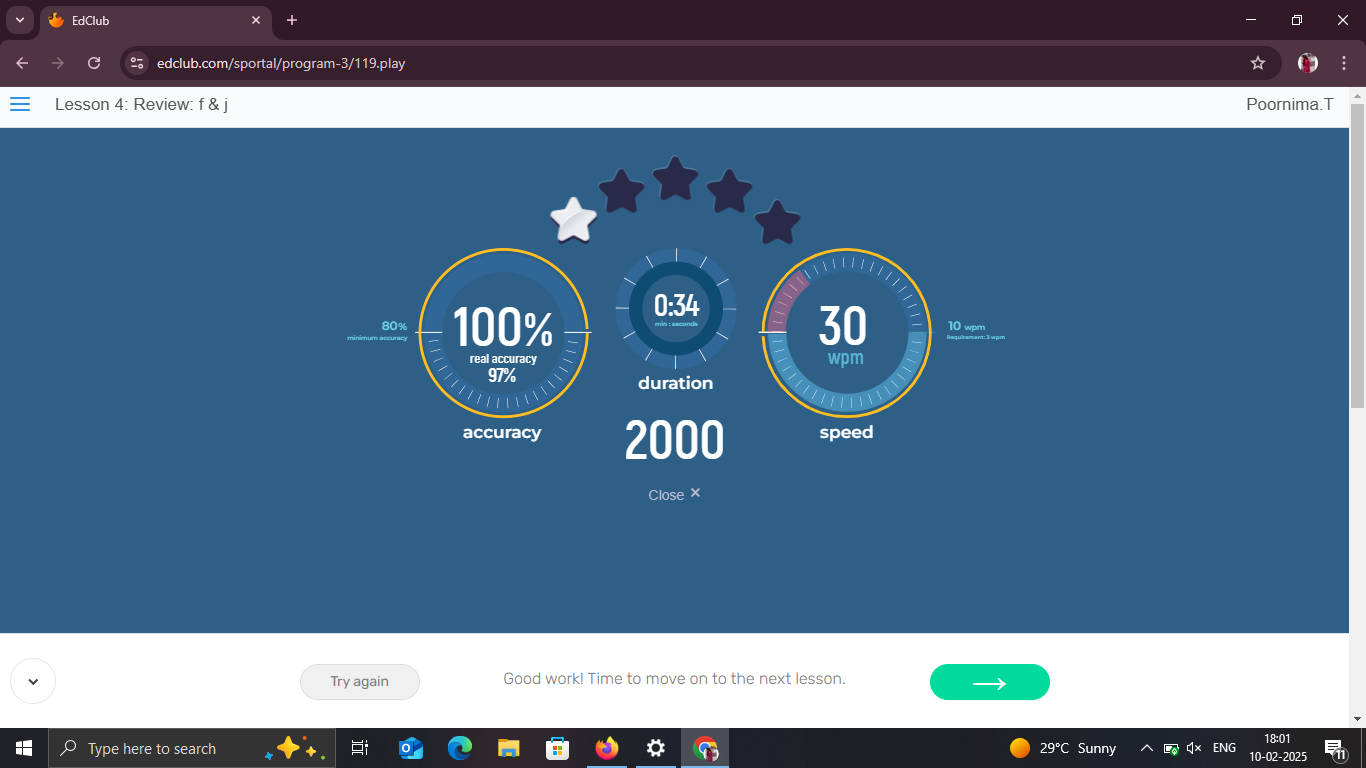 EdClub
edclub.com/sportal/program-3/119.play
Lesson 4: Review: f & j
Poornima.T
80%
minimum accuracy
100%
real accuracy
97%
accuracy
0:34
min : seconds
duration
2000
Close ×
30
wpm
speed
10 wpm
Requirement: 3 wpm
Try again
Good work! Time to move on to the next lesson.
Type here to search
29°C Sunny
ENG
18:01
10-02-2025
11